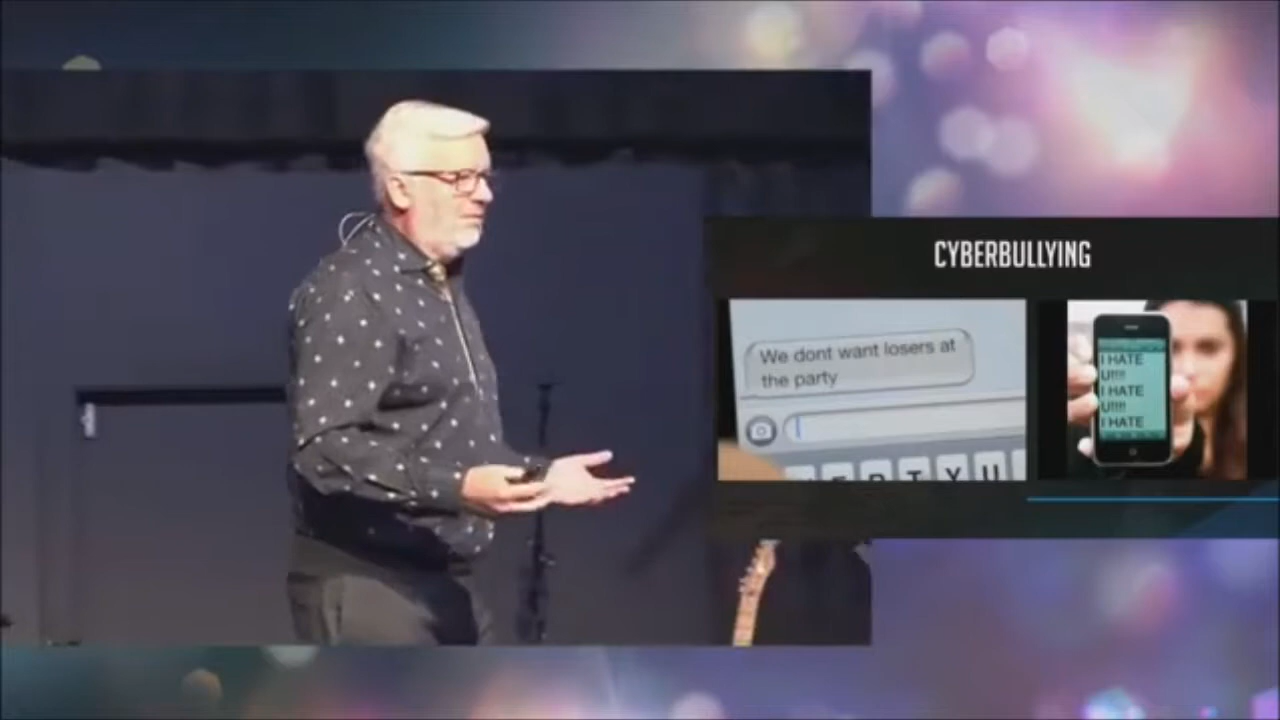 CYBERBULLYING
We dont want losers at
the party
I HATE
U!!!!
I HATE
U!!!!
I HATE
R T Y U